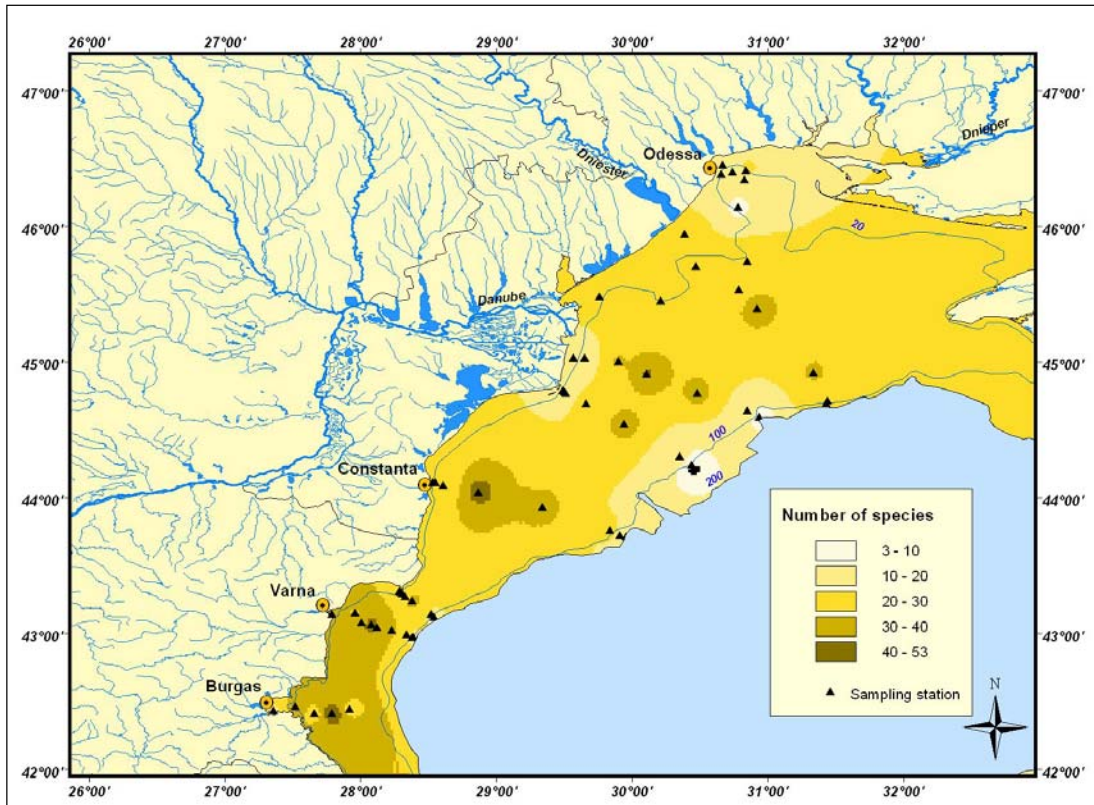 26°00' 27°00' 28°00' 29°00' 30°00' 31°00' 32°00'
47°00' 47°00'
Dnieper
Odessa
Dniester
46°00' 20 46°00'
Danube
45°00' 45°00'
100
Constanta 200
44°00' 44°00'
Number of species
3 - 10
Varna 10 - 20
20 - 30
43°00' 43°00'
30 - 40
40 - 53
Burgas Sampling station
N
42°00' 42°00'
26°00' 27°00' 28°00' 29°00' 30°00' 31°00' 32°00'